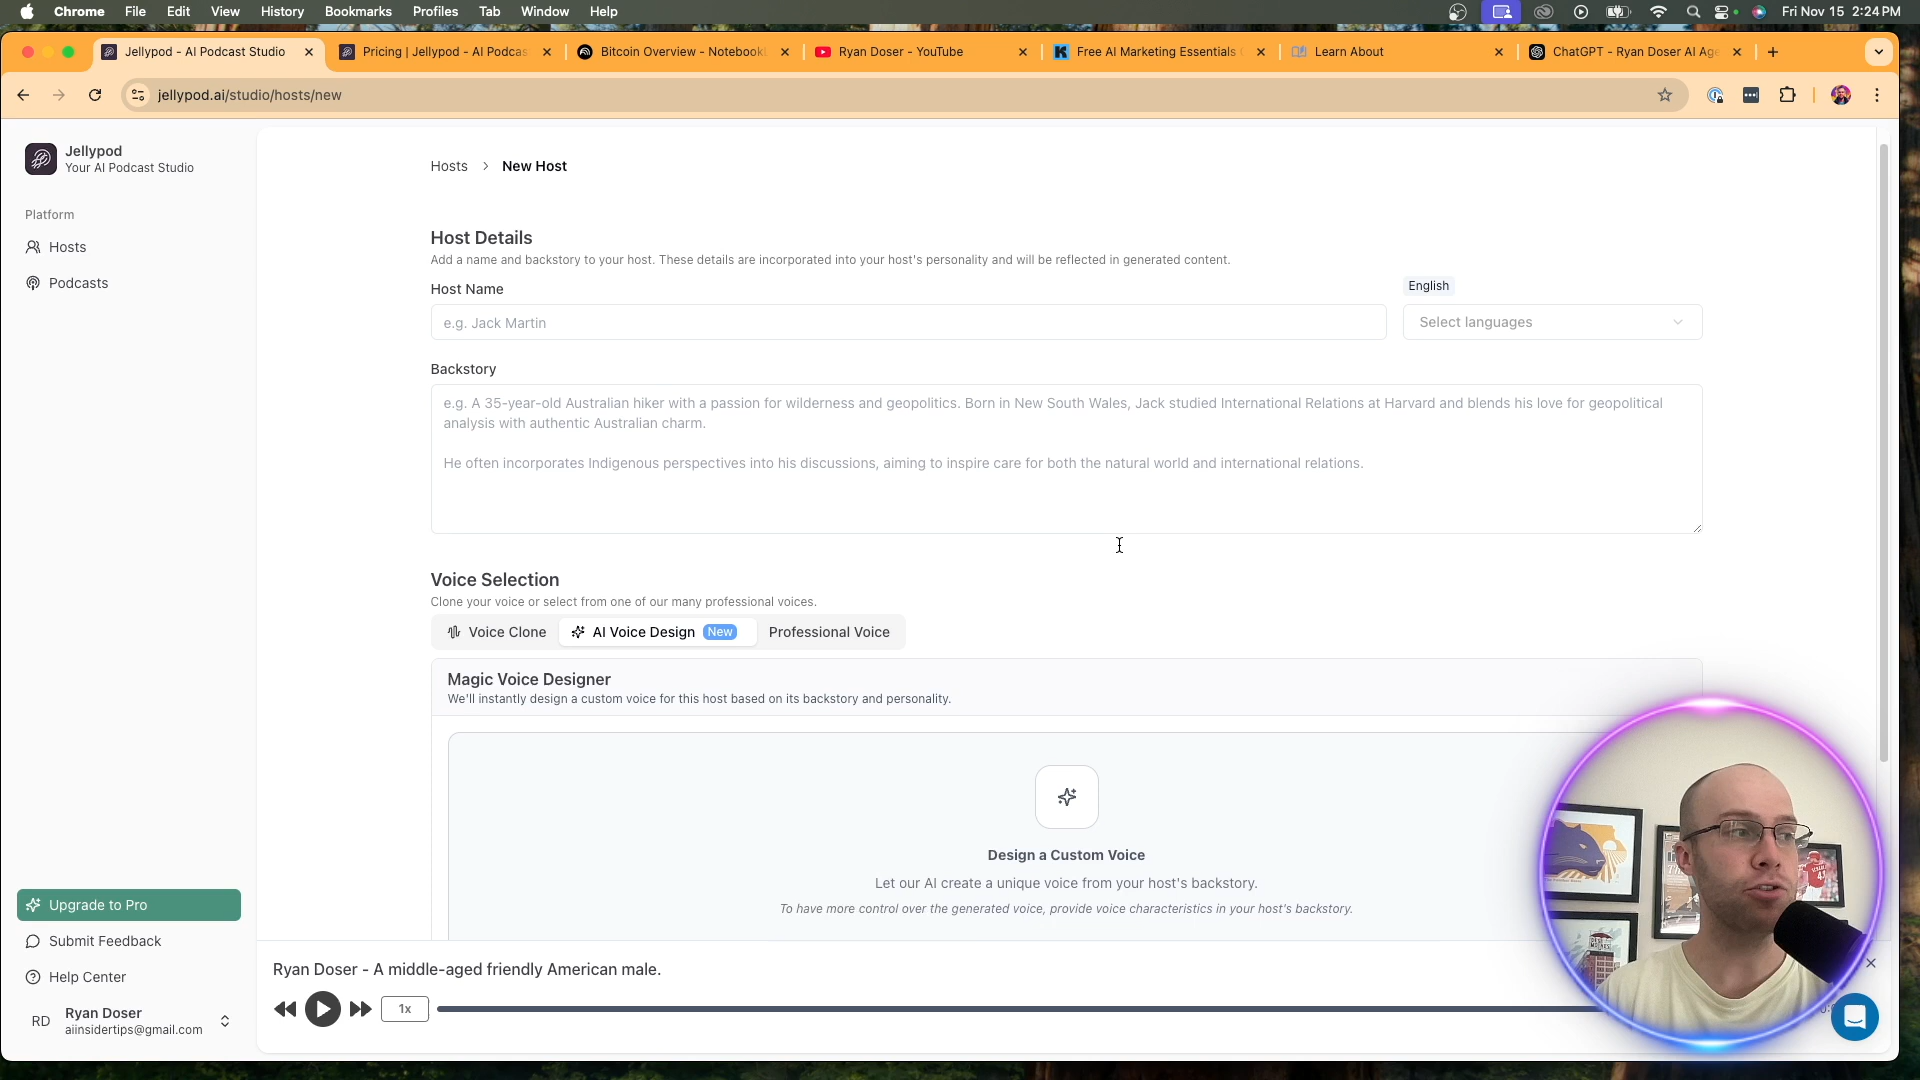 Chrome File Edit View History Bookmarks Profiles Tab Window Help
Fri Nov 15 2:24 PM
Jellypod - AI Podcast Studio
Pricing | Jellypod - AI Podcas
Bitcoin Overview - Notebook
Ryan Doser - YouTube
Free AI Marketing Essentials
Learn About
ChatGPT - Ryan Doser AI Age
jellypod.ai/studio/hosts/new
Jellypod
Your AI Podcast Studio
Platform
Hosts
Podcasts
Upgrade to Pro
Submit Feedback
Help Center
RD
Ryan Doser
aiinsidertips@gmail.com
Hosts > New Host
Host Details
Add a name and backstory to your host. These details are incorporated into your host's personality and will be reflected in generated content.
Host Name
e.g. Jack Martin
English
Select languages
Backstory
e.g. A 35-year-old Australian hiker with a passion for wilderness and geopolitics. Born in New South Wales, Jack studied International Relations at Harvard and blends his love for geopolitical
analysis with authentic Australian charm.
He often incorporates Indigenous perspectives into his discussions, aiming to inspire care for both the natural world and international relations.
Voice Selection
Clone your voice or select from one of our many professional voices.
Voice Clone
AI Voice Design New
Professional Voice
Magic Voice Designer
We'll instantly design a custom voice for this host based on its backstory and personality.
Design a Custom Voice
Let our AI create a unique voice from your host's backstory.
To have more control over the generated voice, provide voice characteristics in your host's backstory.
Ryan Doser - A middle-aged friendly American male.
1x